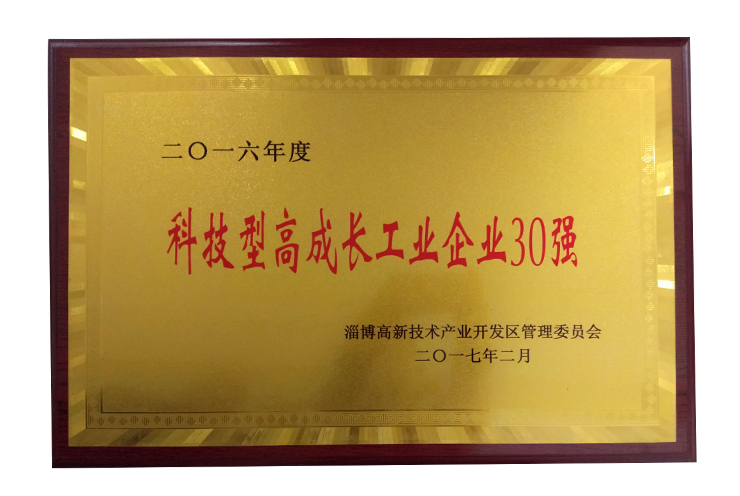 二〇一六年度
科技型高成长工业企业30强
淄博高新技术产业开发区管理委员会
二〇一七年二月